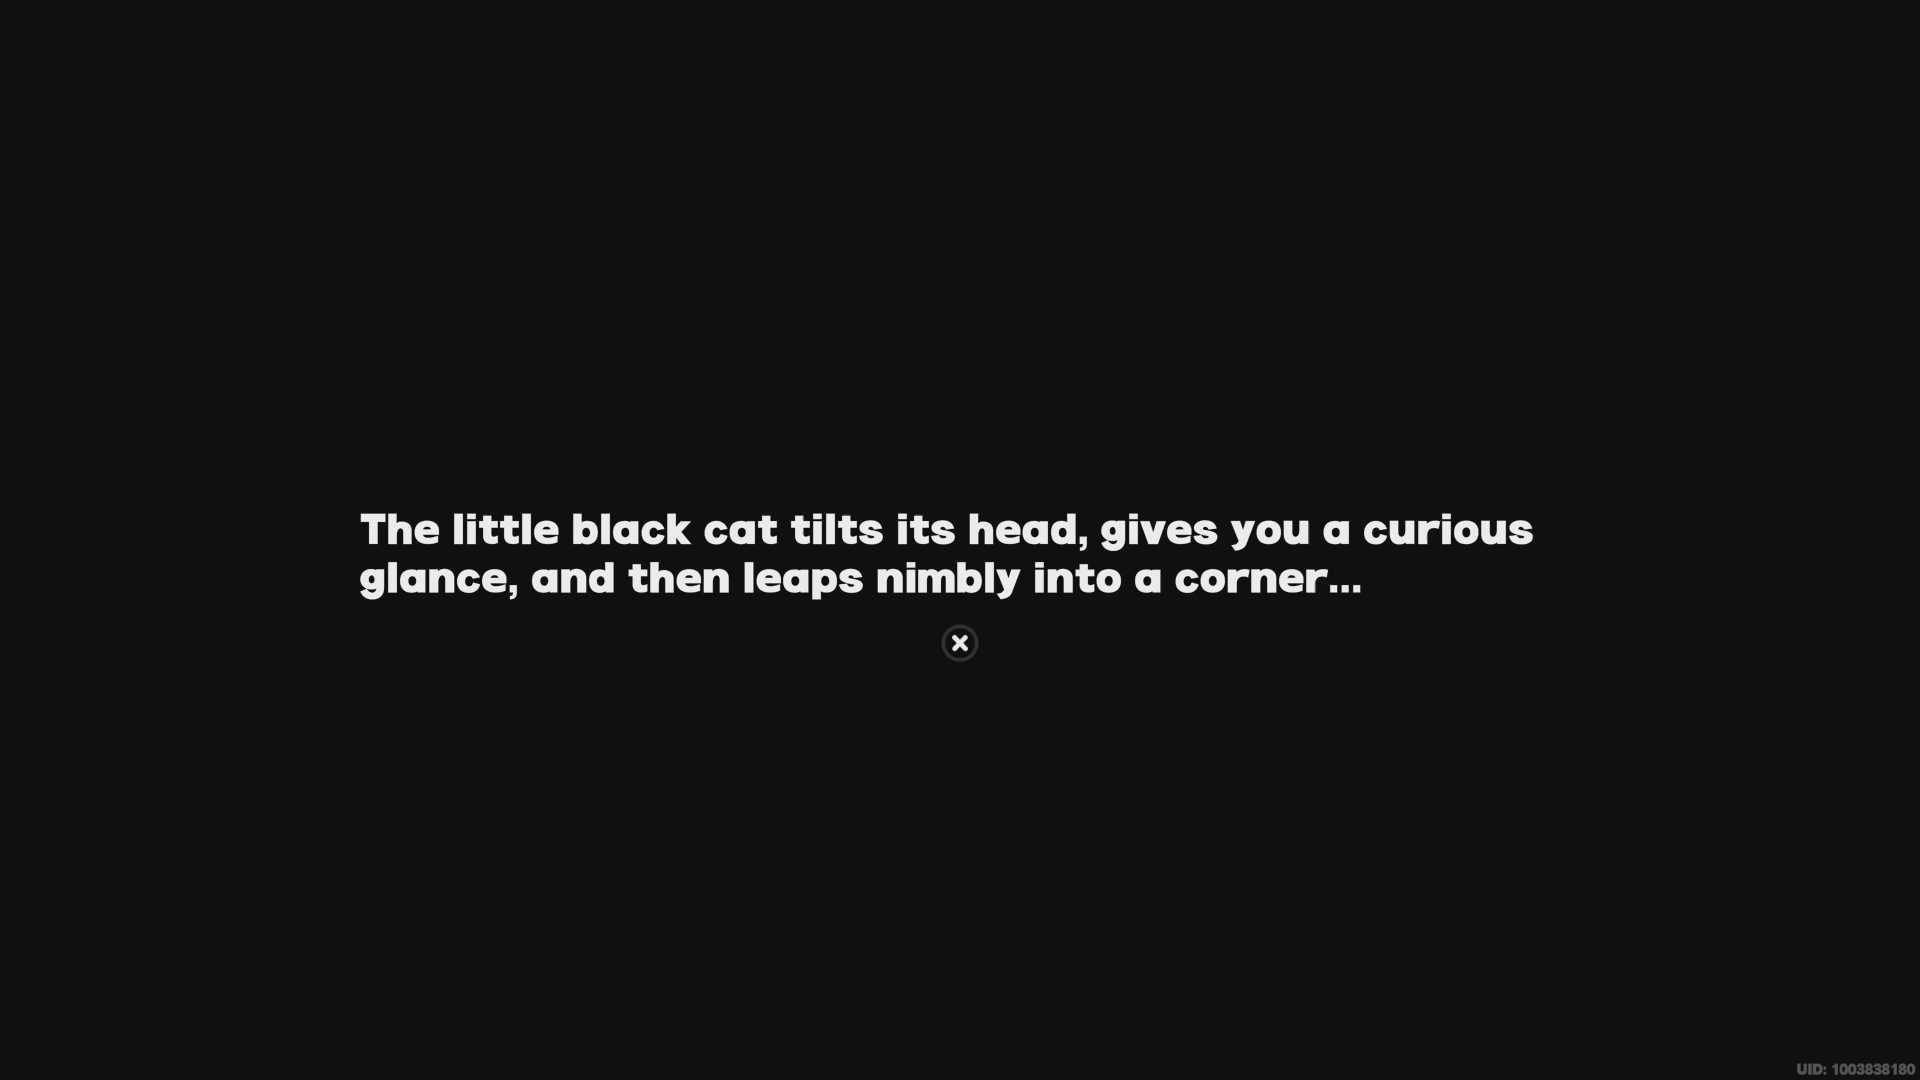 The little black cat tilts its head, gives you a curious
glance, and then leaps nimbly into a corner...
UID: 1003838180